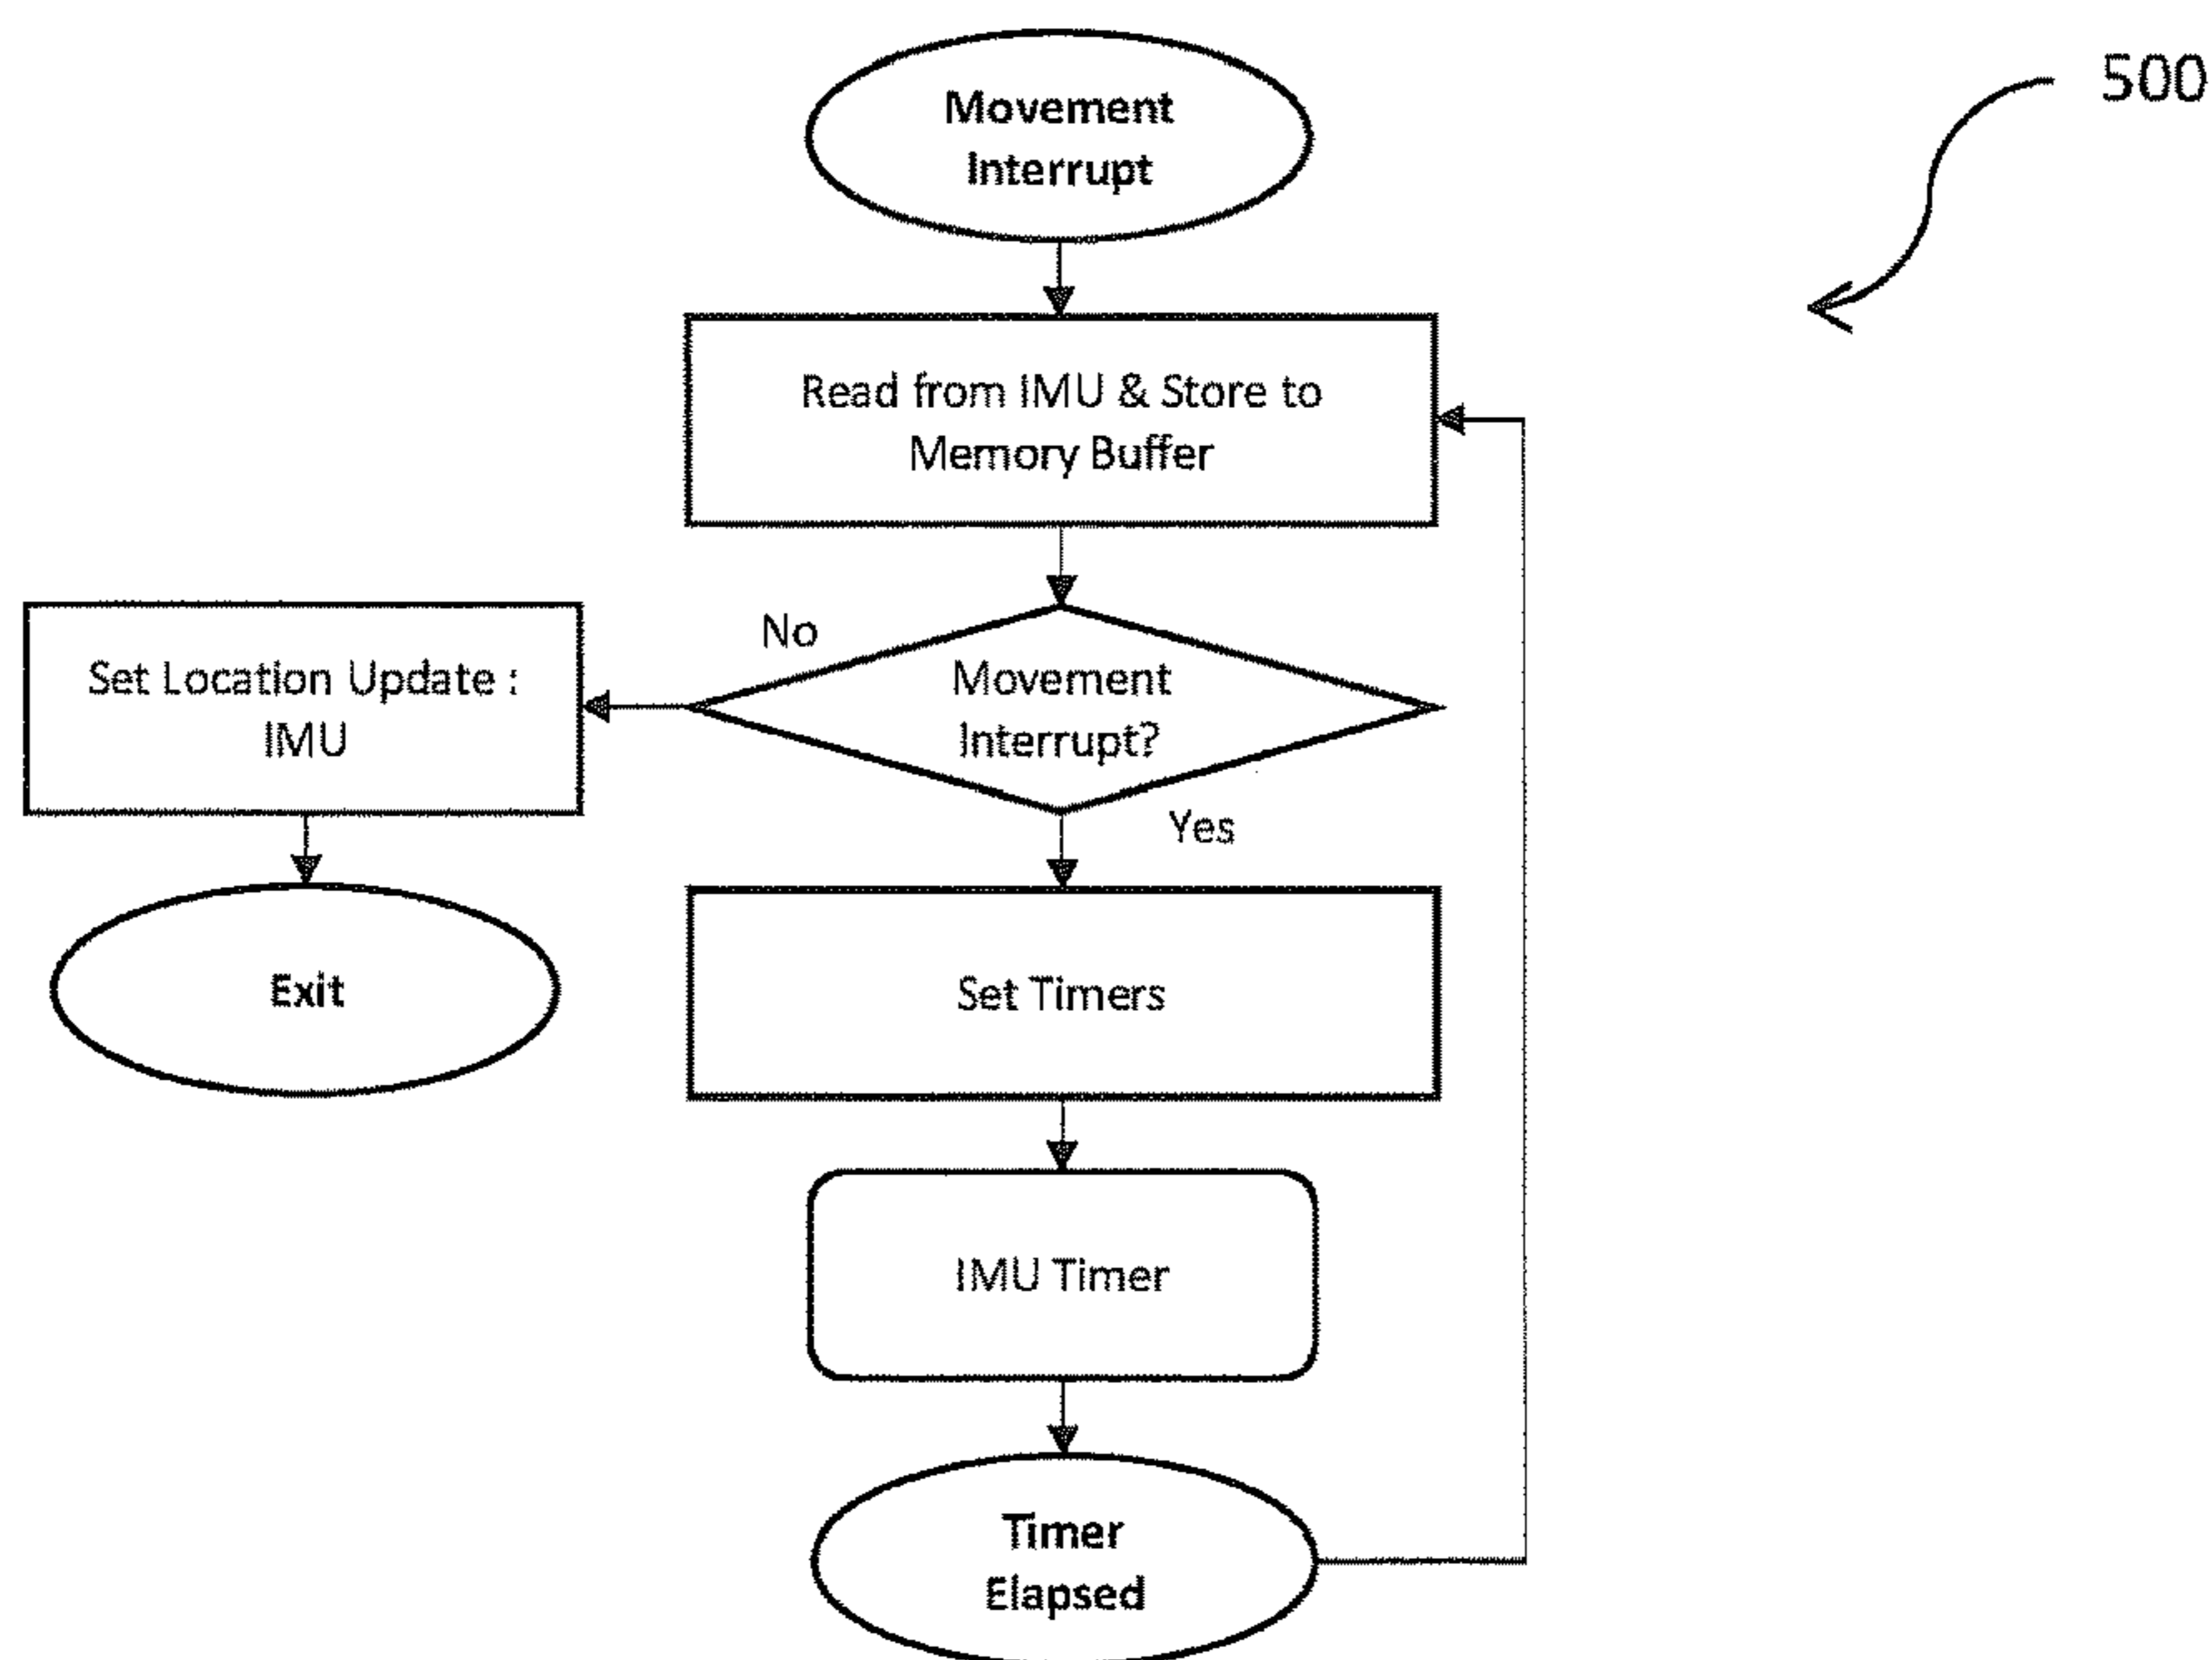 500
Movement
Interrupt
Read from IMU & Store to
Memory Buffer
No
Set Location Update :
IMU
Movement
Interrupt?
Yes
Exit
Set Timers
IMU Timer
Timer
Elapsed